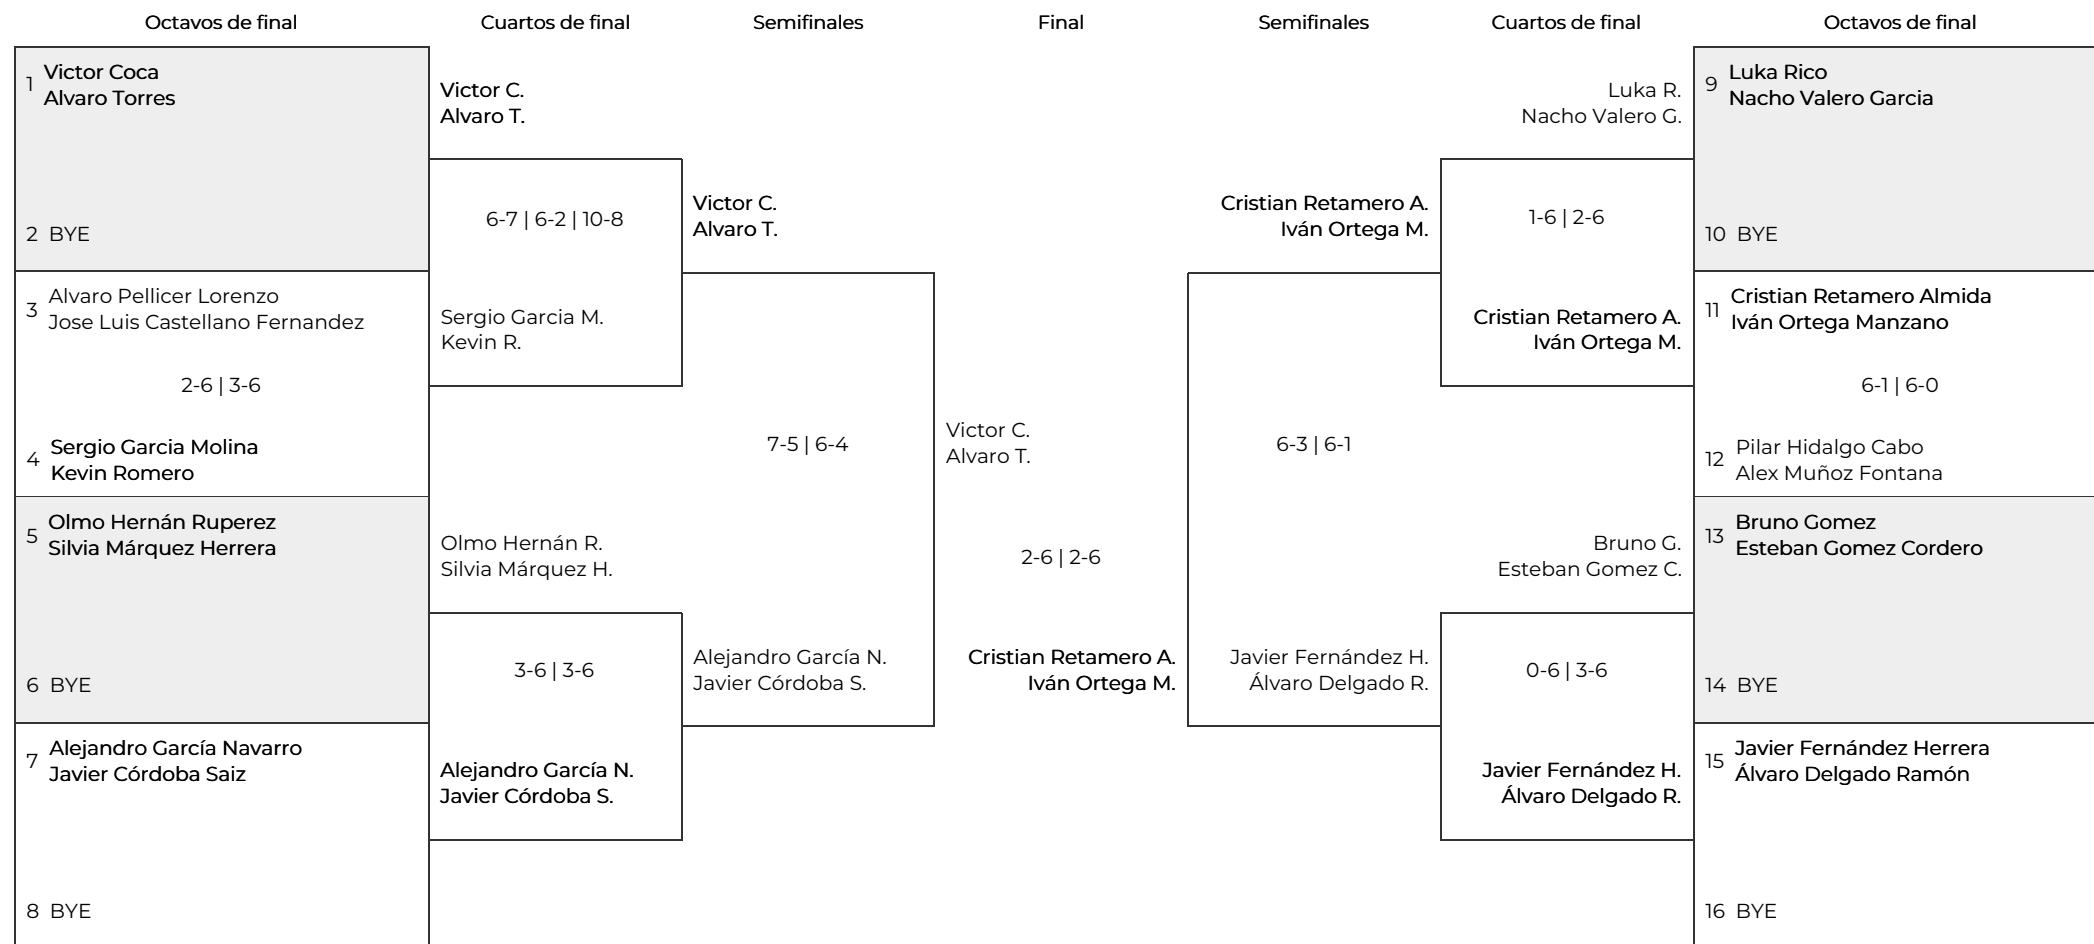 Octavos de final
Cuartos de final
Semifinales
Final
Semifinales
Cuartos de final
Octavos de final
1
Victor Coca
Alvaro Torres
2 BYE
3
Alvaro Pellicer Lorenzo
Jose Luis Castellano Fernandez
2-6 | 3-6
4
Sergio Garcia Molina
Kevin Romero
5
Olmo Hernán Ruperez
Silvia Márquez Herrera
6 BYE
7
Alejandro García Navarro
Javier Córdoba Saiz
8 BYE
Victor C.
Alvaro T.
6-7 | 6-2 | 10-8
Sergio Garcia M.
Kevin R.
Olmo Hernán R.
Silvia Márquez H.
3-6 | 3-6
Alejandro García N.
Javier Córdoba S.
Victor C.
Alvaro T.
7-5 | 6-4
Alejandro García N.
Javier Córdoba S.
Victor C.
Alvaro T.
2-6 | 2-6
Cristian Retamero A.
Iván Ortega M.
Cristian Retamero A.
Iván Ortega M.
6-3 | 6-1
Javier Fernández H.
Álvaro Delgado R.
Luka R.
Nacho Valero G.
1-6 | 2-6
Cristian Retamero A.
Iván Ortega M.
Bruno G.
Esteban Gomez C.
0-6 | 3-6
Javier Fernández H.
Álvaro Delgado R.
9
Luka Rico
Nacho Valero Garcia
10 BYE
11
Cristian Retamero Almida
Iván Ortega Manzano
6-1 | 6-0
12
Pilar Hidalgo Cabo
Alex Muñoz Fontana
13
Bruno Gomez
Esteban Gomez Cordero
14 BYE
15
Javier Fernández Herrera
Álvaro Delgado Ramón
16 BYE